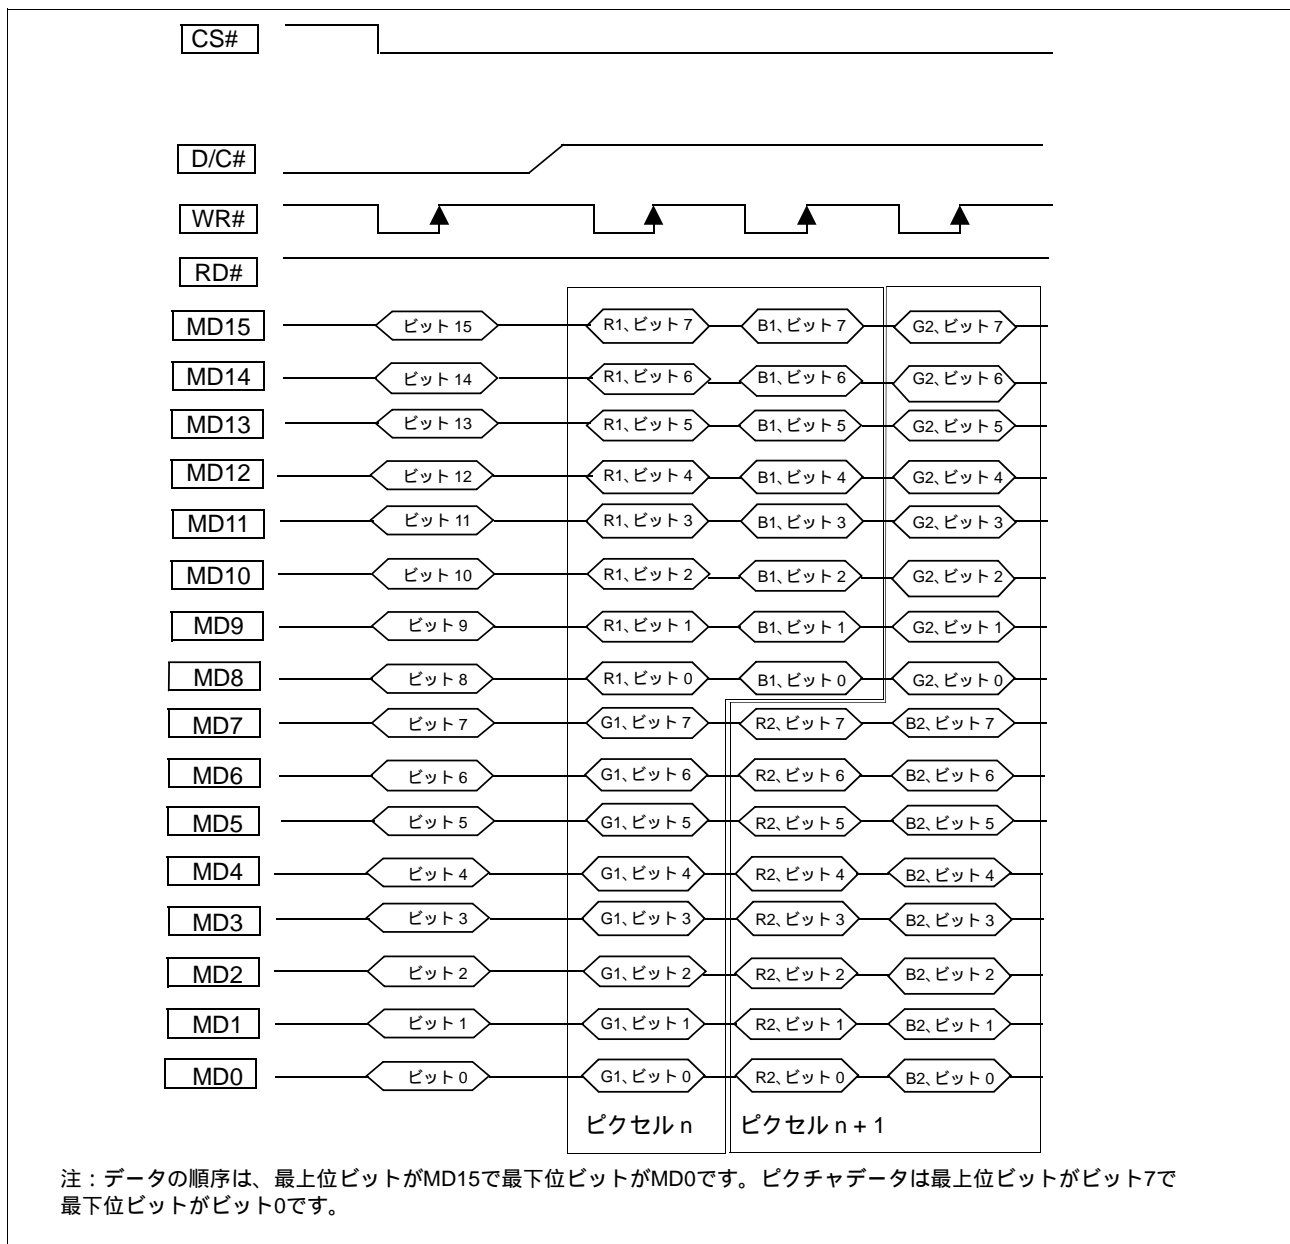 CS#
D/C#
WR#
RD#
MD15 ビット 15 R1、ビット 7 B1、ビット 7 G2、ビット 7
MD14 ビット 14 R1、ビット 6 B1、ビット 6 G2、ビット 6
MD13 ビット 13 R1、ビット 5 B1、ビット 5 G2、ビット 5
MD12 ビット 12 R1、ビット 4 B1、ビット 4 G2、ビット 4
MD11 ビット 11 R1、ビット 3 B1、ビット 3 G2、ビット 3
MD10 ビット 10 R1、ビット 2 B1、ビット 2 G2、ビット 2
MD9 ビット 9 R1、ビット 1 B1、ビット 1 G2、ビット 1
MD8 ビット 8 R1、ビット 0 B1、ビット 0 G2、ビット 0
MD7 ビット 7 G1、ビット 7 R2、ビット 7 B2、ビット 7
MD6 ビット 6 G1、ビット 6 R2、ビット 6 B2、ビット 6
MD5 ビット 5 G1、ビット 5 R2、ビット 5 B2、ビット 5
MD4 ビット 4 G1、ビット 4 R2、ビット 4 B2、ビット 4
MD3 ビット 3 G1、ビット 3 R2、ビット 3 B2、ビット 3
MD2 ビット 2 G1、ビット 2 R2、ビット 2 B2、ビット 2
MD1 ビット 1 G1、ビット 1 R2、ビット 1 B2、ビット 1
MD0 ビット 0 G1、ビット 0 R2、ビット 0 B2、ビット 0
ピクセル n ピクセル n + 1
注：データの順序は、最上位ビットがMD15で最下位ビットがMD0です。ピクチャデータは最上位ビットがビット7で
最下位ビットがビット0です。